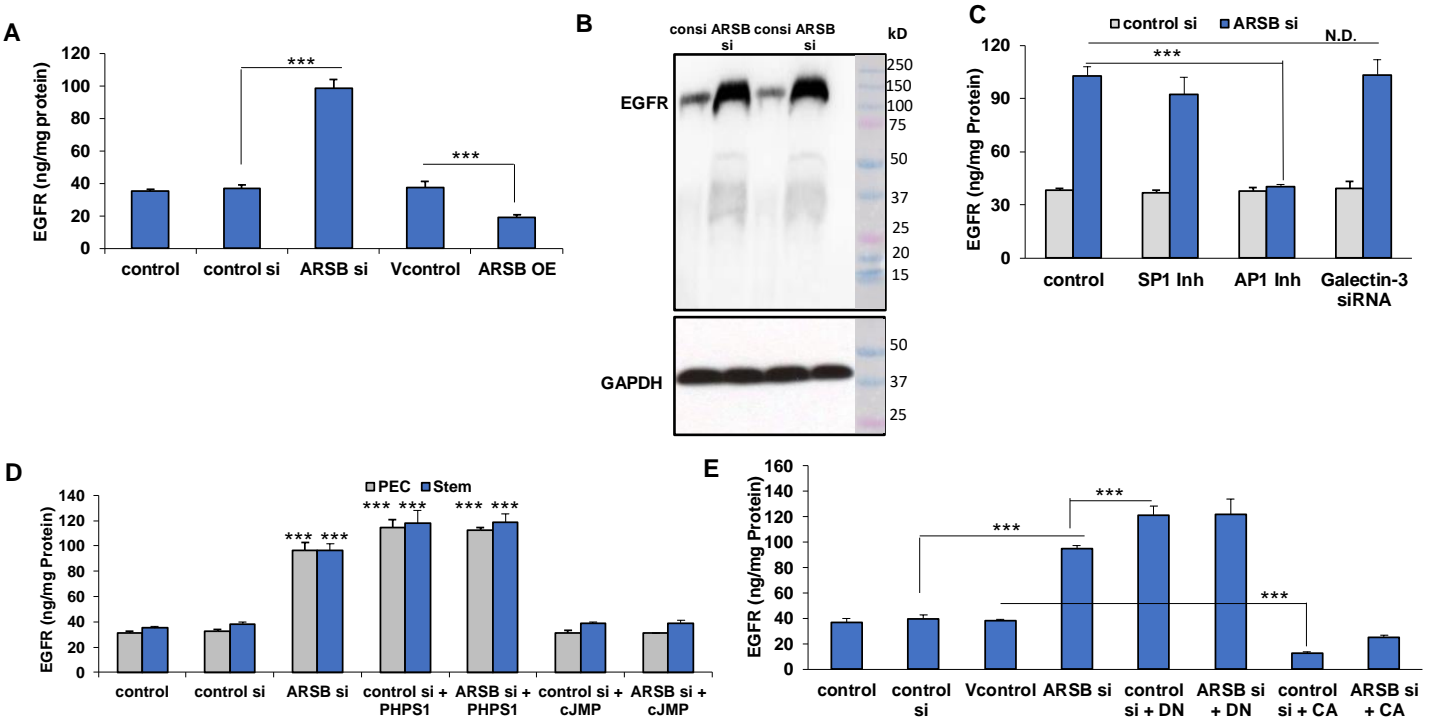 A
EGFR (ng/mg protein)
120
100
80
60
40
20
0
***
***
control
control si
ARSB si
Vcontrol
ARSB OE
B
consi ARSB consi ARSB
si si
kD
EGFR
250
150
100
75
50
37
25
20
15
GAPDH
50
37
25
C
control si ARSB si
EGFR (ng/mg Protein)
120
90
60
30
0
N.D.
***
control
SP1 Inh
AP1 Inh
Galectin-3
siRNA
D
PEC Stem
EGFR (ng/mg Protein)
140
120
100
80
60
40
20
0
*** ***
*** ***
*** ***
control
control si
ARSB si
control si +
PHPS1
ARSB si +
PHPS1
control si +
cJMP
ARSB si +
cJMP
E
EGFR (ng/mg Protein)
160
140
120
100
80
60
40
20
0
***
***
***
control
control
si
Vcontrol
ARSB si
control
si + DN
ARSB si
+ DN
control
si + CA
ARSB si
+ CA